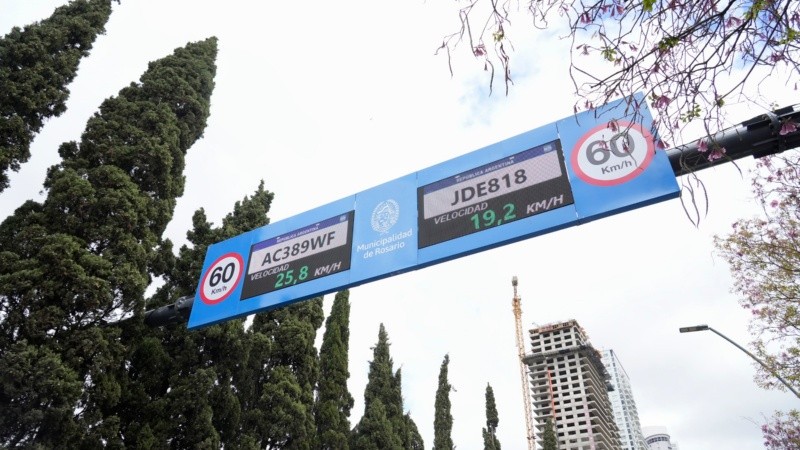 60
Km/h
REPÚBLICA ARGENTINA
AC389WF
VELOCIDAD
25,8 KM/H
Municipalidad
de Rosario
REPÚBLICA ARGENTINA
JDE818
VELOCIDAD
19,2 KM/H
60
Km/h